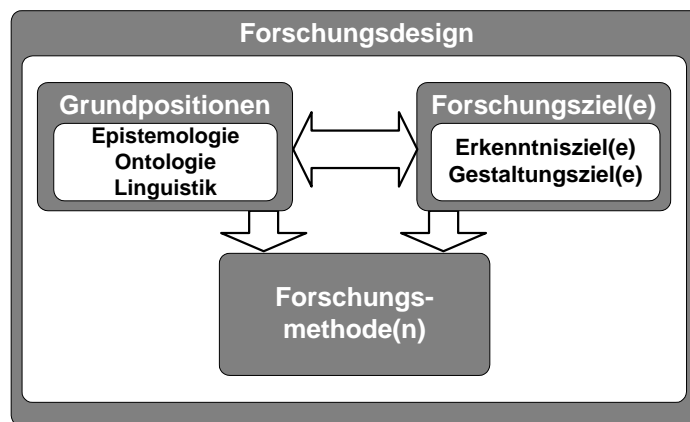 Forschungsdesign
Grundpositionen
Epistemologie
Ontologie
Linguistik
Forschungsziel(e)
Erkenntnisziel(e)
Gestaltungsziel(e)
Forschungs-
methode(n)